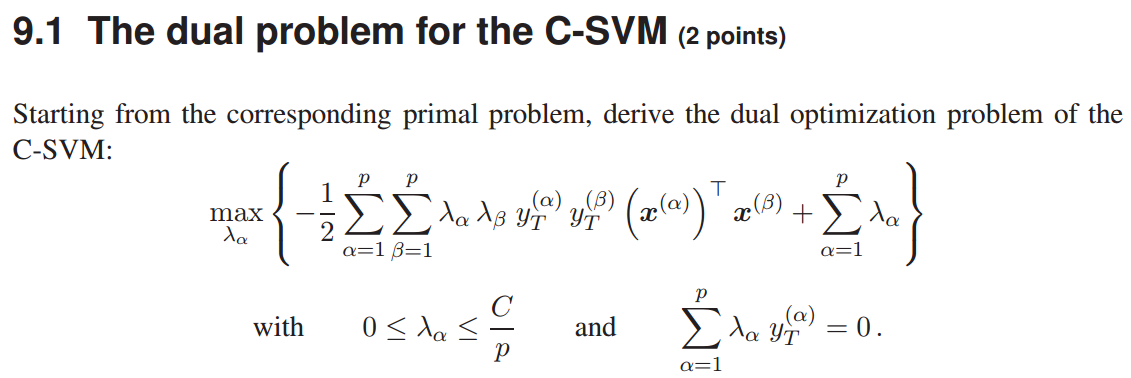 9.1 The dual problem for the C-SVM (2 points)
Starting from the corresponding primal problem, derive the dual optimization problem of the
C-SVM:
\max_{\lambda_\alpha} \left\{ -\frac{1}{2} \sum_{\alpha=1}^{p} \sum_{\beta=1}^{p} \lambda_\alpha \lambda_\beta y_T^{(\alpha)} y_T^{(\beta)} \left( \boldsymbol{x}^{(\alpha)} \right)^\top \boldsymbol{x}^{(\beta)} + \sum_{\alpha=1}^{p} \lambda_\alpha \right\}
with 0 \leq \lambda_\alpha \leq \frac{C}{p} and \sum_{\alpha=1}^{p} \lambda_\alpha y_T^{(\alpha)} = 0.